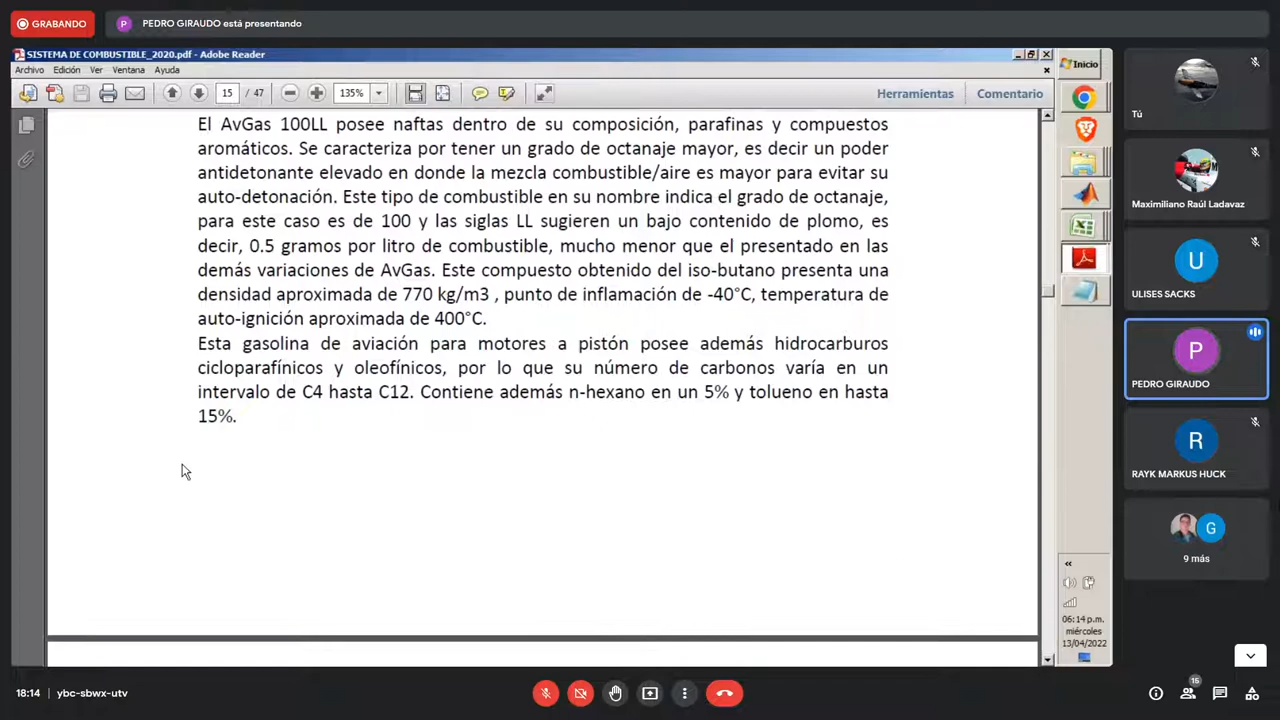 GRABANDO
P PEDRO GIRAUDO está presentando
SISTEMA DE COMBUSTIBLE_2020.pdf - Adobe Reader
Archivo Edición Ver Ventana Ayuda
15 / 47 135% Herramientas Comentario
El AvGas 100LL posee naftas dentro de su composición, parafinas y compuestos
aromáticos. Se caracteriza por tener un grado de octanaje mayor, es decir un poder
antidetonante elevado en donde la mezcla combustible/aire es mayor para evitar su
auto-detonación. Este tipo de combustible en su nombre indica el grado de octanaje,
para este caso es de 100 y las siglas LL sugieren un bajo contenido de plomo, es
decir, 0.5 gramos por litro de combustible, mucho menor que el presentado en las
demás variaciones de AvGas. Este compuesto obtenido del iso-butano presenta una
densidad aproximada de 770 kg/m3 , punto de inflamación de -40°C, temperatura de
auto-ignición aproximada de 400°C.
Esta gasolina de aviación para motores a pistón posee además hidrocarburos
cicloparafínicos y oleofínicos, por lo que su número de carbonos varía en un
intervalo de C4 hasta C12. Contiene además n-hexano en un 5% y tolueno en hasta
15%.
Inicio
06:14 p.m.
miércoles
13/04/2022
Tú
Maximiliano Raúl Ladavaz
U
ULISES SACKS
P
PEDRO GIRAUDO
R
RAYK MARKUS HUCK
G
9 más
18:14 ybc-sbwx-utv
15